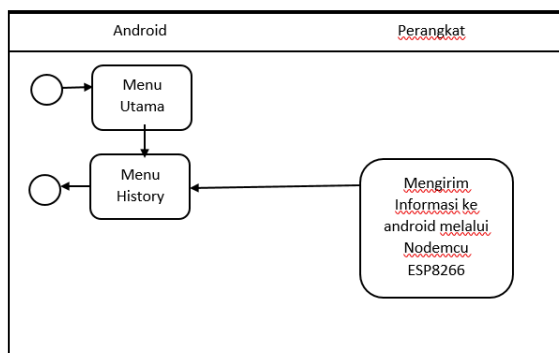 Android
Perangkat
Menu
Utama
Menu
History
Mengirim
Informasi ke
android melalui
Nodemcu
ESP8266